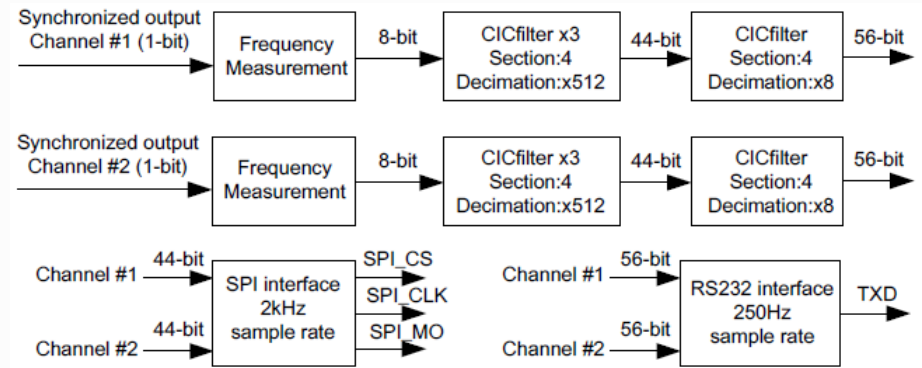 Synchronized output
Channel #1 (1-bit)
Frequency
Measurement
8-bit
CICfilter x3
Section:4
Decimation:x512
44-bit
CICfilter
Section:4
Decimation:x8
56-bit
Synchronized output
Channel #2 (1-bit)
Frequency
Measurement
8-bit
CICfilter x3
Section:4
Decimation:x512
44-bit
CICfilter
Section:4
Decimation:x8
56-bit
Channel #1
44-bit
Channel #2
44-bit
SPI interface
2kHz
sample rate
SPI_CS
SPI_CLK
SPI_MO
Channel #1
56-bit
Channel #2
56-bit
RS232 interface
250Hz
sample rate
TXD